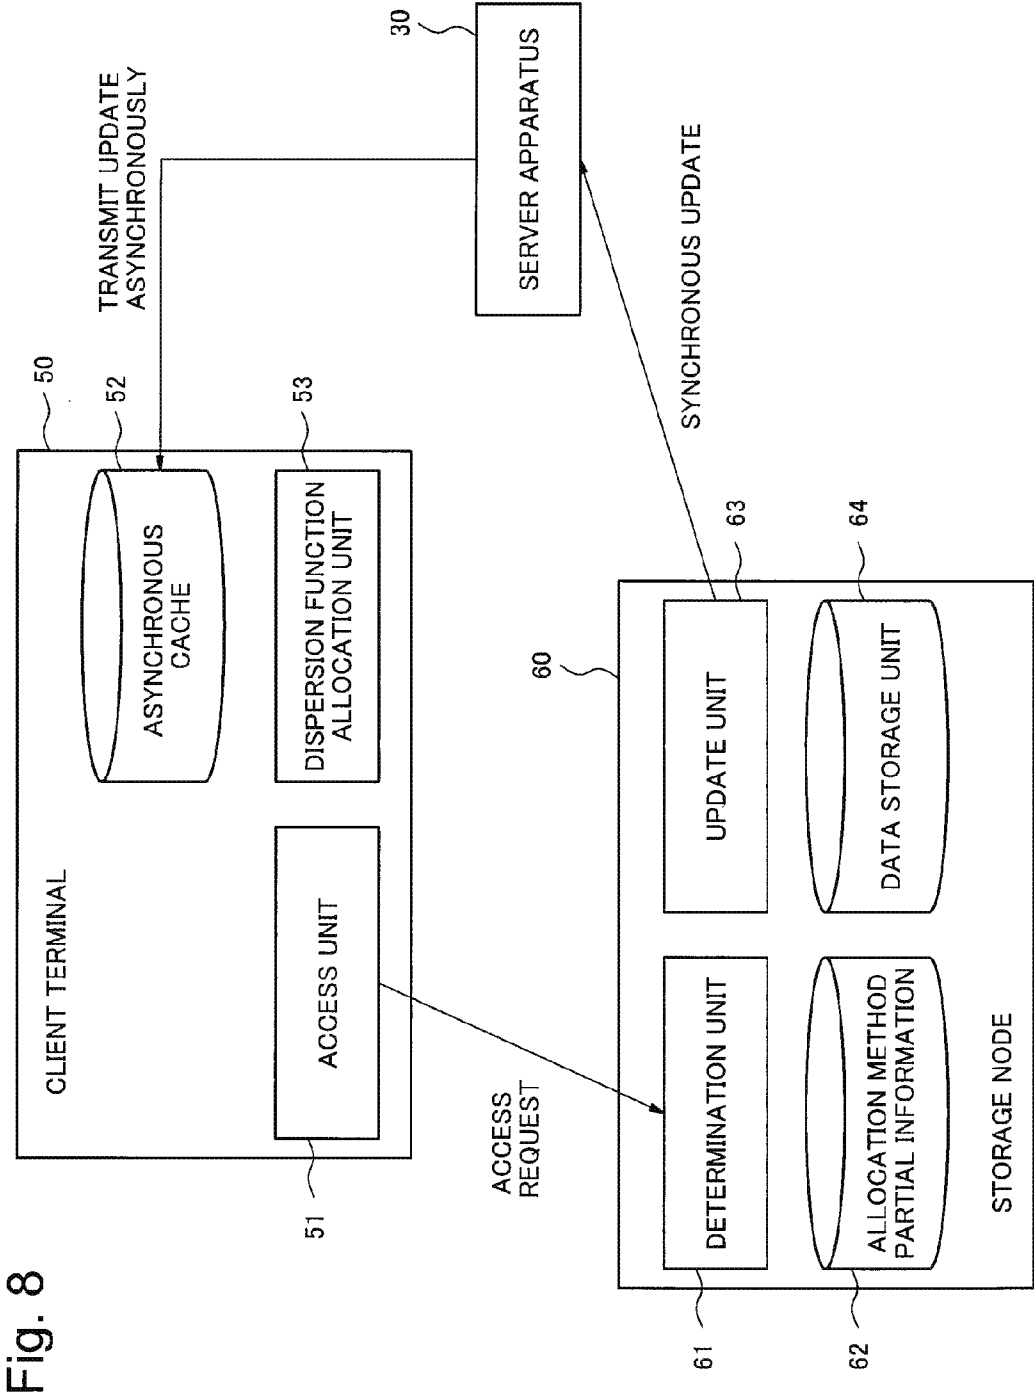 Fig. 8
CLIENT TERMINAL
50
ASYNCHRONOUS
CACHE
52
TRANSMIT UPDATE
ASYNCHRONOUSLY
ACCESS UNIT
51
DISPERSION FUNCTION
ALLOCATION UNIT
53
30
SERVER APPARATUS
ACCESS
REQUEST
SYNCHRONOUS UPDATE
60
DETERMINATION UNIT
61
UPDATE UNIT
63
ALLOCATION METHOD
PARTIAL INFORMATION
62
DATA STORAGE UNIT
64
STORAGE NODE